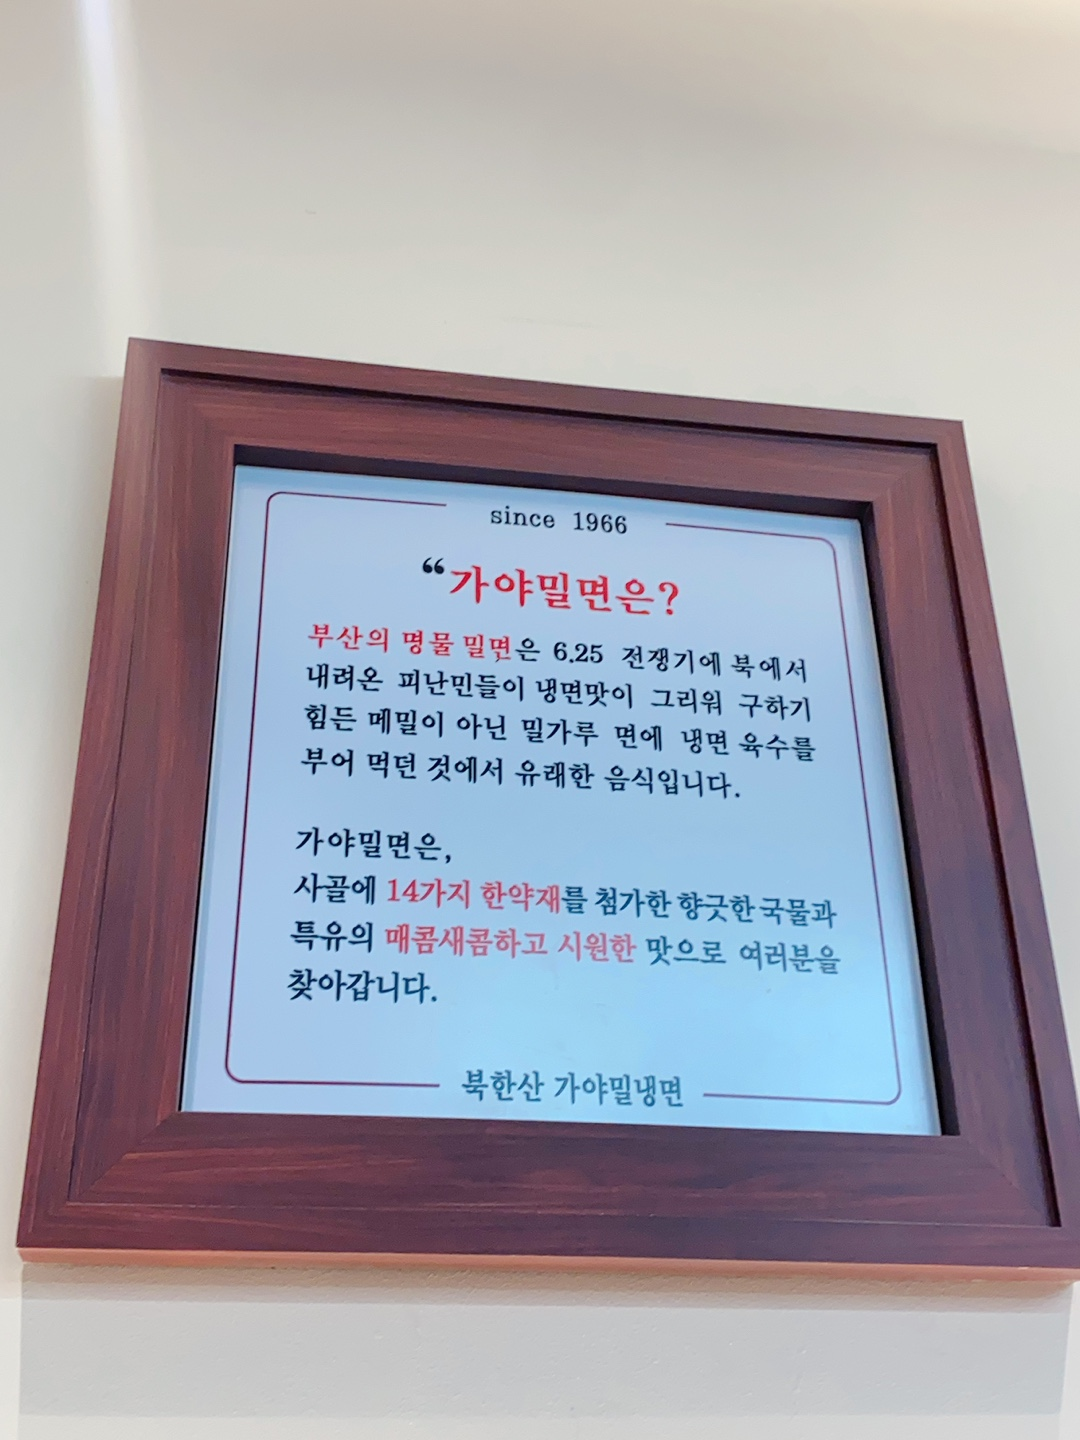 since 1966
“가야밀면은?
부산의 명물 밀면은 6.25 전쟁기에 북에서
내려온 피난민들이 냉면맛이 그리워 구하기
힘든 메밀이 아닌 밀가루 면에 냉면 육수를
부어 먹던 것에서 유래한 음식입니다.
가야밀면은,
사골에 14가지 한약재를 첨가한 향긋한 국물과
특유의 매콤새콤하고 시원한 맛으로 여러분을
찾아갑니다.
북한산 가야밀냉면